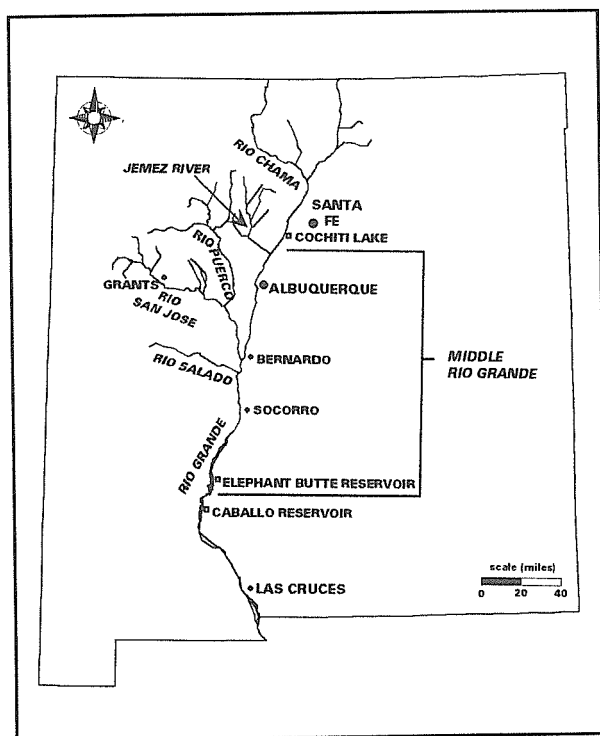 RIO CHAMA
JEMEZ RIVER
SANTA
FE
COCHITI LAKE
RIO PUERCO
GRANTS
RIO
SAN JOSE
ALBUQUERQUE
BERNARDO
MIDDLE
RIO GRANDE
RIO SALADO
SOCORRO
RIO GRANDE
ELEPHANT BUTTE RESERVOIR
CABALLO RESERVOIR
scale (miles)
0 20 40
LAS CRUCES